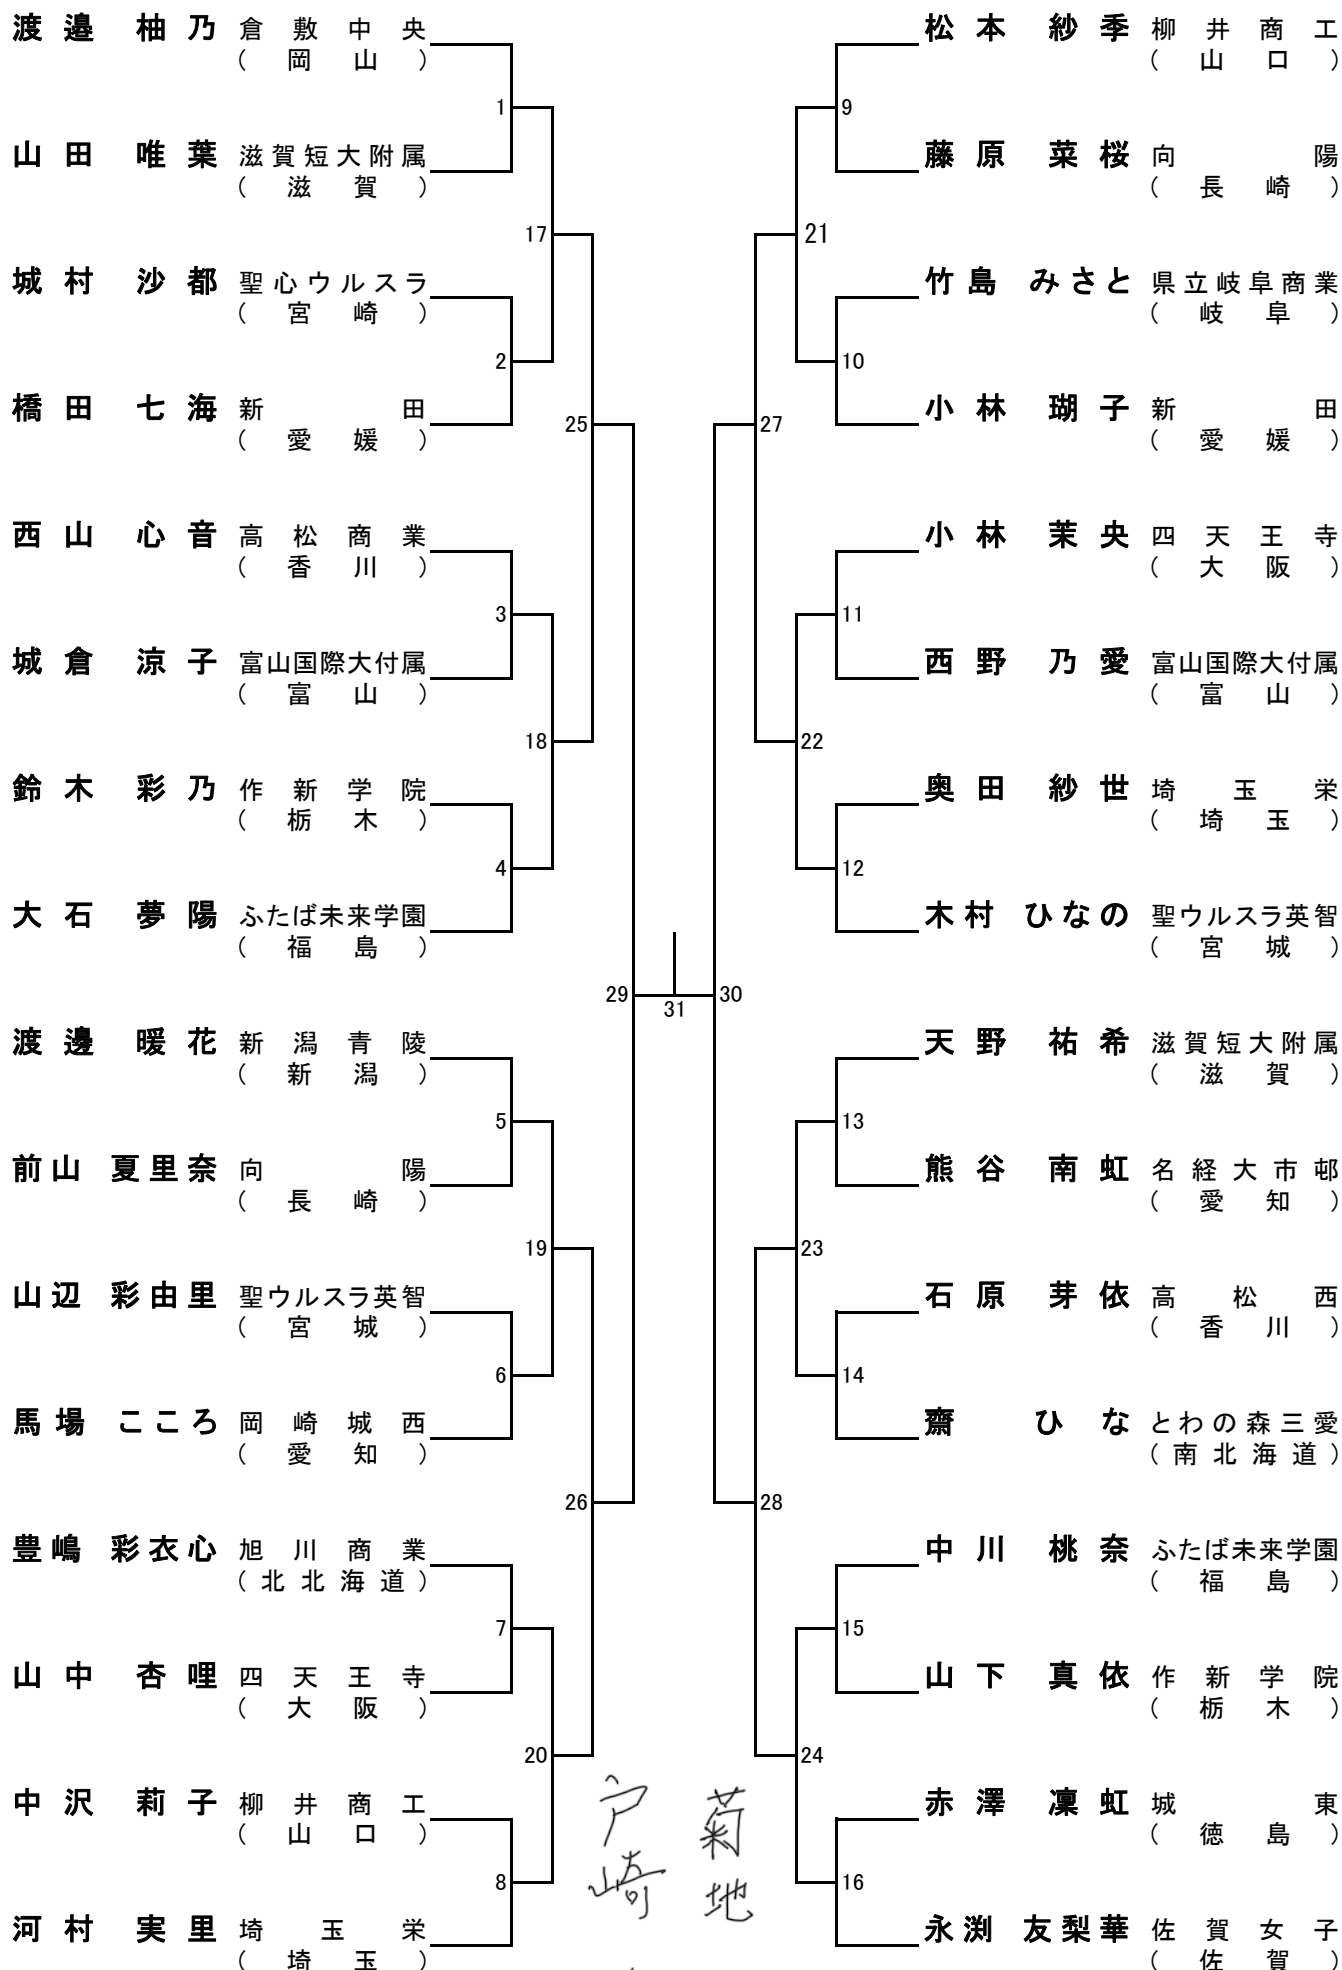 渡邉 柚乃 倉敷中央
(岡山)
1
山田 唯葉 滋賀短大附属
(滋賀)
17
城村 沙都 聖心ウルスラ
(宮崎)
2
橋田 七海 新田
(愛媛)
25
西山 心音 高松商業
(香川)
3
城倉 涼子 富山国際大付属
(富山)
18
鈴木 彩乃 作新学院
(栃木)
4
大石 夢陽 ふたば未来学園
(福島)
29
渡邊 暖花 新潟青陵
(新潟)
5
前山 夏里奈 向陽
(長崎)
19
山辺 彩由里 聖ウルスラ英智
(宮城)
6
馬場 こころ 岡崎城西
(愛知)
26
豊嶋 彩衣心 旭川商業
(北北海道)
7
山中 杏哩 四天王寺
(大阪)
20
中沢 莉子 柳井商工
(山口)
8
河村 実里 埼玉栄
(埼玉)
31
松本 紗季 柳井商工
(山口)
9
藤原 菜桜 向陽
(長崎)
21
竹島 みさと 県立岐阜商業
(岐阜)
10
小林 瑚子 新田
(愛媛)
27
小林 茉央 四天王寺
(大阪)
11
西野 乃愛 富山国際大付属
(富山)
22
奥田 紗世 埼玉栄
(埼玉)
12
木村 ひなの 聖ウルスラ英智
(宮城)
30
天野 祐希 滋賀短大附属
(滋賀)
13
熊谷 南虹 名経大市邨
(愛知)
23
石原 芽依 高松西
(香川)
14
齋 ひな とわの森三愛
(南北海道)
28
中川 桃奈 ふたば未来学園
(福島)
15
山下 真依 作新学院
(栃木)
24
赤澤 凜虹 城東
(徳島)
16
永渕 友梨華 佐賀女子
(佐賀)
菊地
戸崎